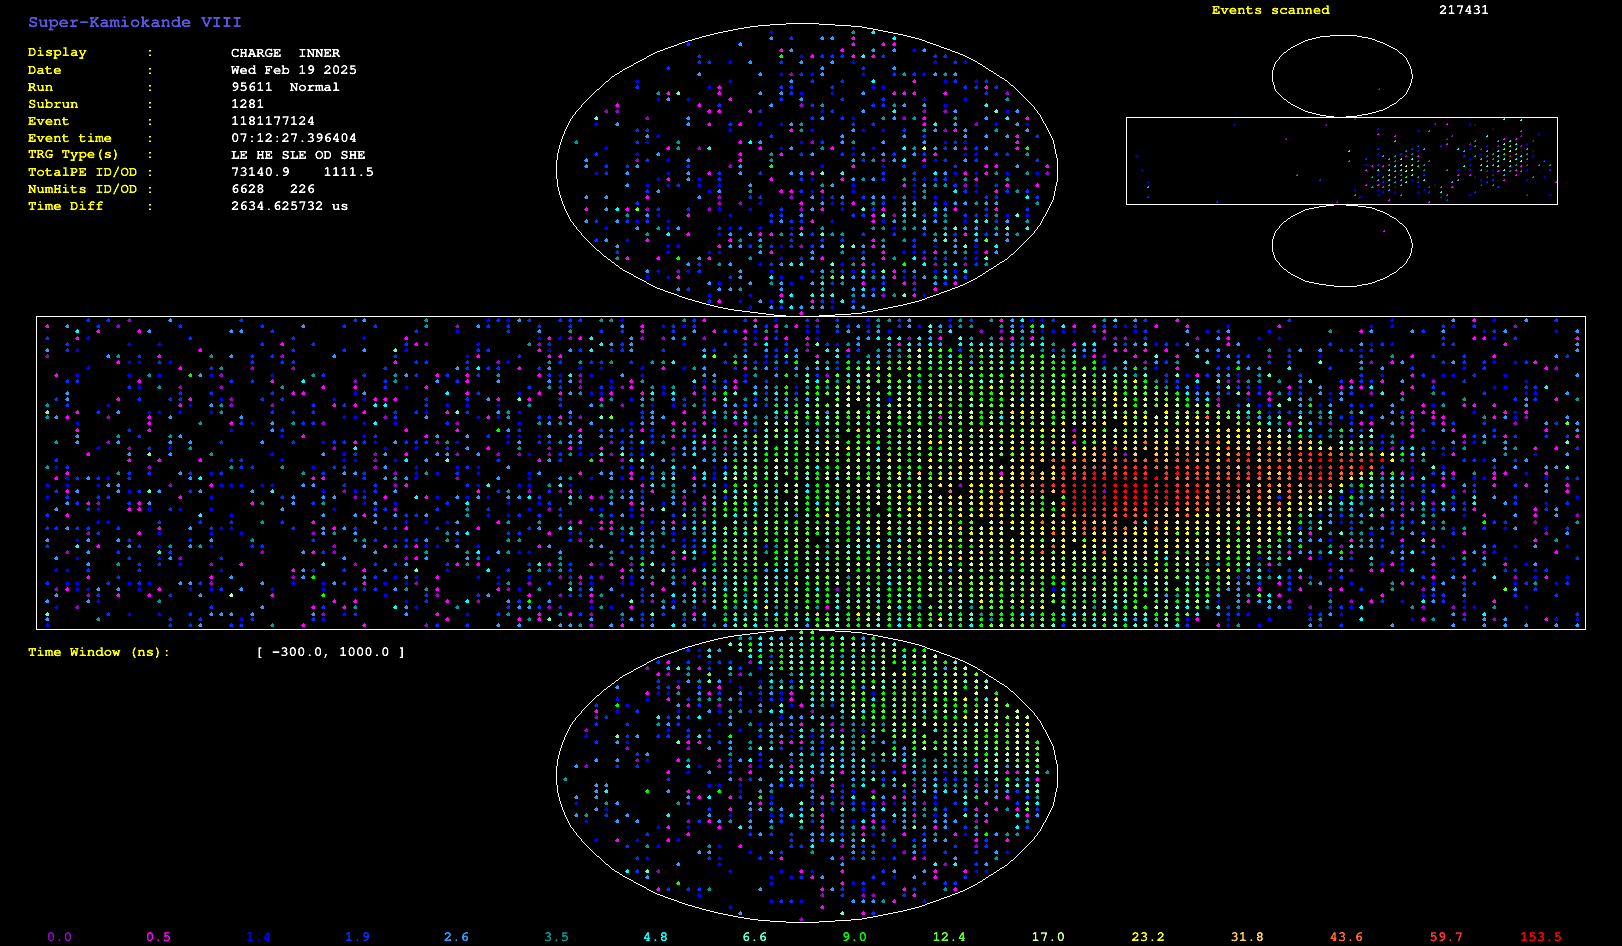 Super-Kamiokande VIII
Events scanned 217431
Display : CHARGE INNER
Date : Wed Feb 19 2025
Run : 95611 Normal
Subrun : 1281
Event : 1181177124
Event time : 07:12:27.396404
TRG Type(s) : LE HE SLE OD SHE
TotalPE ID/OD : 73140.9 1111.5
NumHits ID/OD : 6628 226
Time Diff : 2634.625732 us
Time Window (ns): [ -300.0, 1000.0 ]
0.0 0.5 1.4 1.9 2.6 3.5 4.8 6.6 9.0 12.4 17.0 23.2 31.8 43.6 59.7 153.5